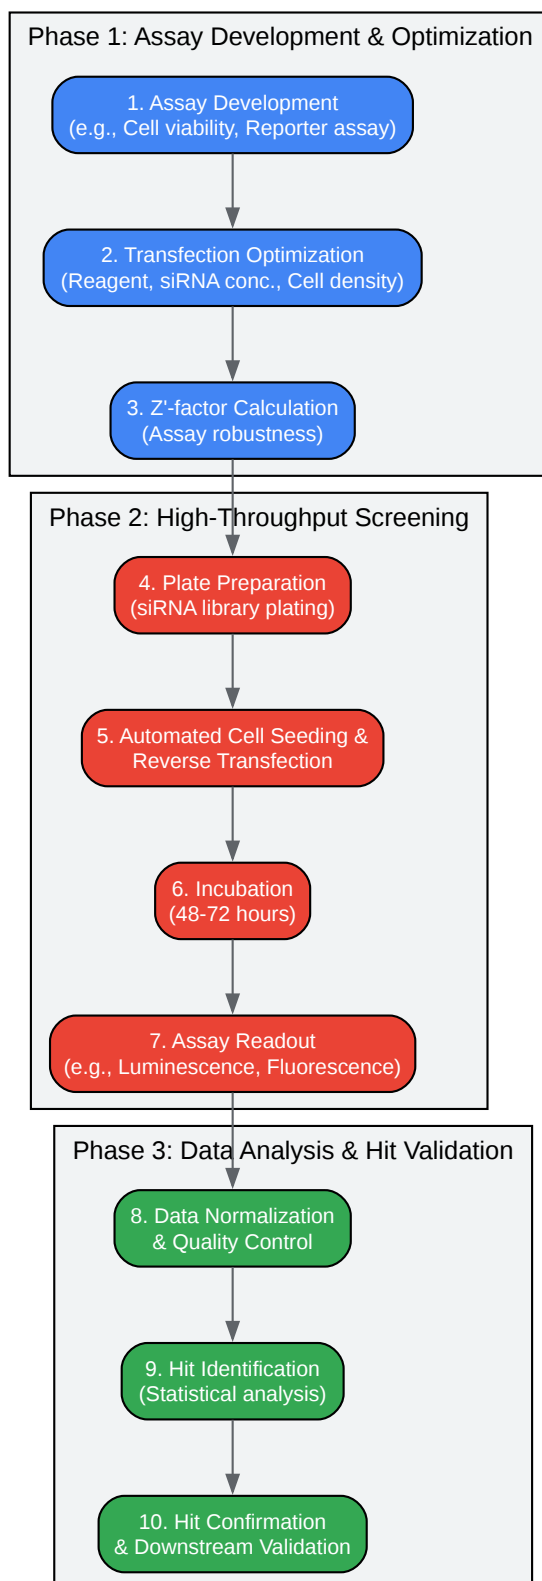 Phase 1: Assay Development & Optimization
1. Assay Development
(e.g., Cell viability, Reporter assay)
2. Transfection Optimization
(Reagent, siRNA conc., Cell density)
3. Z'-factor Calculation
(Assay robustness)
Phase 2: High-Throughput Screening
4. Plate Preparation
(siRNA library plating)
5. Automated Cell Seeding &
Reverse Transfection
6. Incubation
(48-72 hours)
7. Assay Readout
(e.g., Luminescence, Fluorescence)
Phase 3: Data Analysis & Hit Validation
8. Data Normalization
& Quality Control
9. Hit Identification
(Statistical analysis)
10. Hit Confirmation
& Downstream Validation